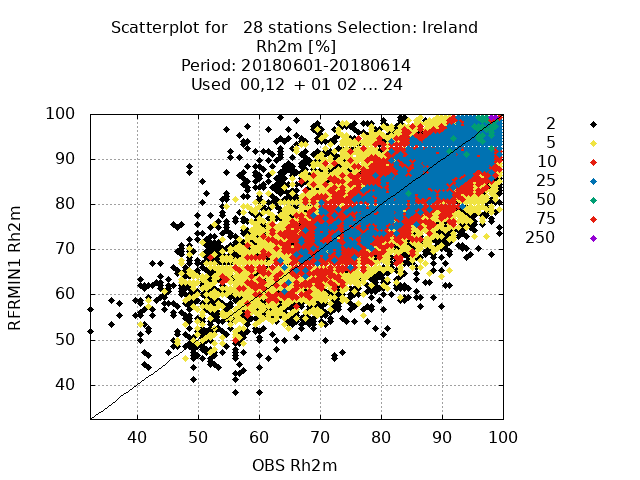 Scatterplot for   28 stations Selection: Ireland
Rh2m [%]
Period: 20180601-20180614
Used  00,12  + 01 02 ... 24
100
90
80
70
60
50
40
RFRMIN1 Rh2m
40 50 60 70 80 90 100
OBS Rh2m
2
5
10
25
50
75
250